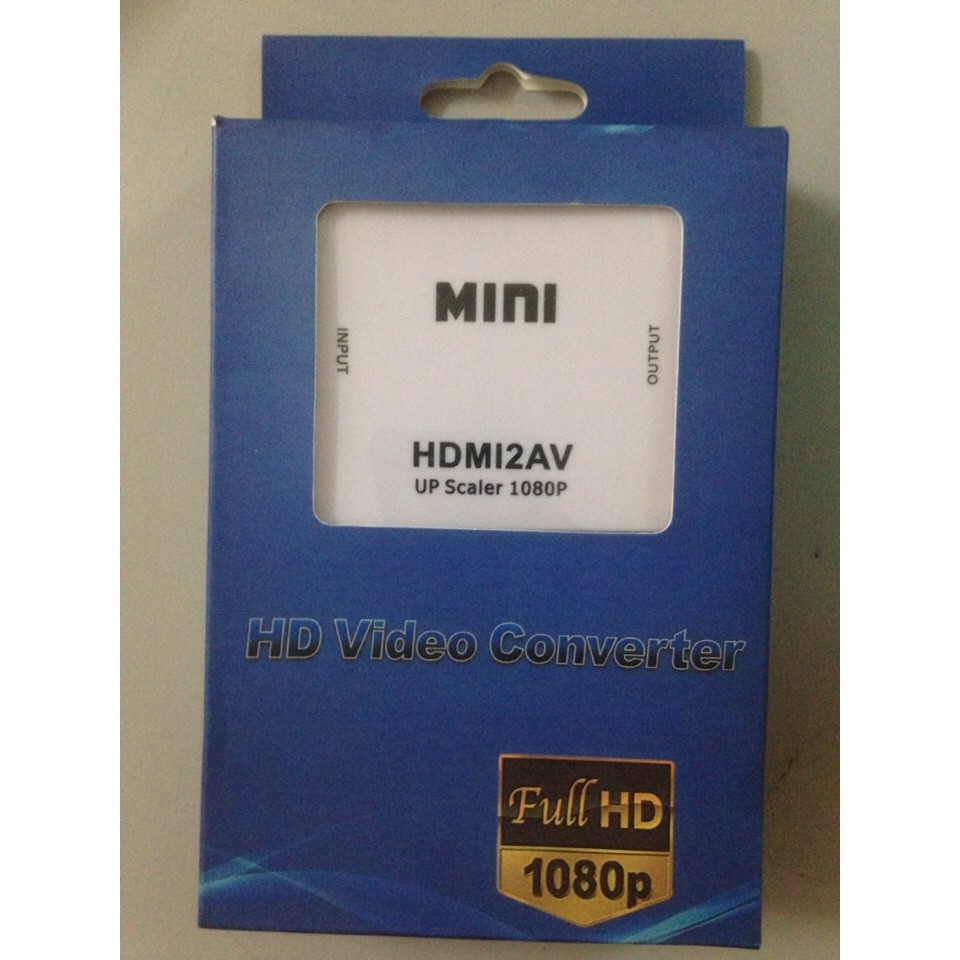 MINI
INPUT
OUTPUT
HDMI2AV
UP Scaler 1080P
HD Video Converter
Full HD
1080p